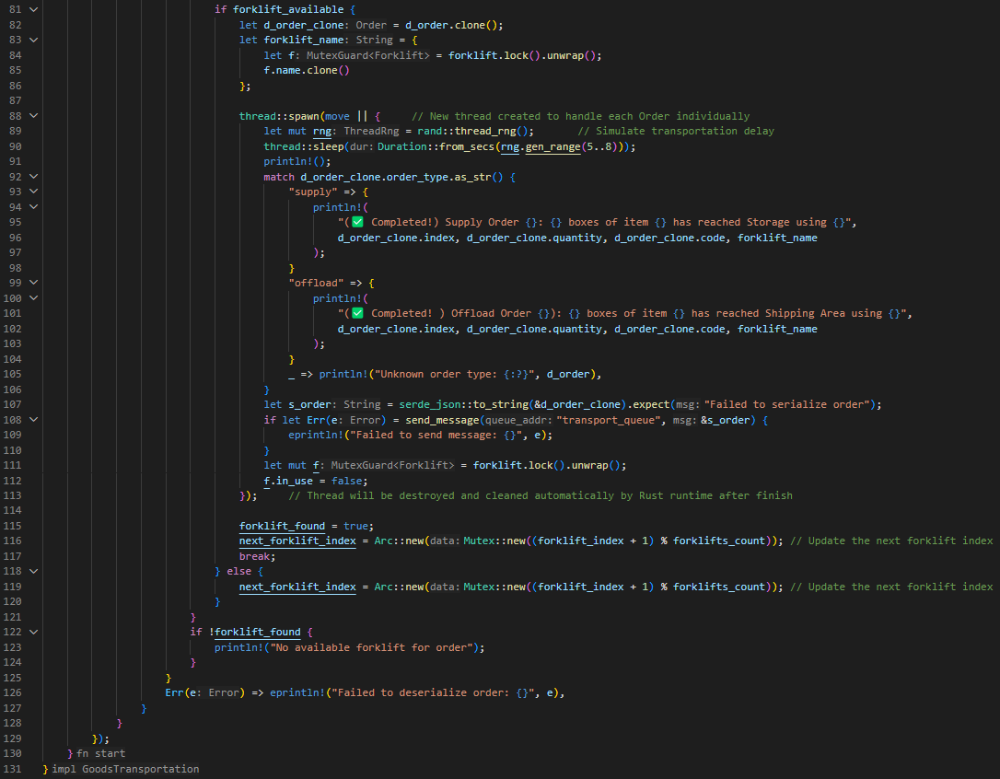 81 if forklift_available {
82 let d_order_clone: Order = d_order.clone();
83 let forklift_name: String = {
84 let f: MutexGuard<Forklift> = forklift.lock().unwrap();
85 f.name.clone()
86 };
87
88 thread::spawn(move || { // New thread created to handle each Order individually
89 let mut rng: ThreadRng = rand::thread_rng(); // Simulate transportation delay
90 thread::sleep(dur: Duration::from_secs(rng.gen_range(5..8)));
91 println!();
92 match d_order_clone.order_type.as_str() {
93 "supply" => {
94 println!(
95 "(✅ Completed!) Supply Order {}: {} boxes of item {} has reached Storage using {}",
96 d_order_clone.index, d_order_clone.quantity, d_order_clone.code, forklift_name
97 );
98 }
99 "offload" => {
100 println!(
101 "(✅ Completed! ) Offload Order {}): {} boxes of item {} has reached Shipping Area using {}",
102 d_order_clone.index, d_order_clone.quantity, d_order_clone.code, forklift_name
103 );
104 }
105 _ => println!("Unknown order type: {:?}", d_order),
106 }
107 let s_order: String = serde_json::to_string(&d_order_clone).expect(msg: "Failed to serialize order");
108 if let Err(e: Error) = send_message(queue_addr: "transport_queue", msg: &s_order) {
109 eprintln!("Failed to send message: {}", e);
110 }
111 let mut f: MutexGuard<Forklift> = forklift.lock().unwrap();
112 f.in_use = false;
113 }); // Thread will be destroyed and cleaned automatically by Rust runtime after finish
114
115 forklift_found = true;
116 next_forklift_index = Arc::new(data: Mutex::new((forklift_index + 1) % forklifts_count)); // Update the next forklift index
117 break;
118 } else {
119 next_forklift_index = Arc::new(data: Mutex::new((forklift_index + 1) % forklifts_count)); // Update the next forklift index
120 }
121 }
122 if !forklift_found {
123 println!("No available forklift for order");
124 }
125 }
126 Err(e: Error) => eprintln!("Failed to deserialize order: {}", e),
127 }
128 }
129 });
130 } fn start
131 } impl GoodsTransportation